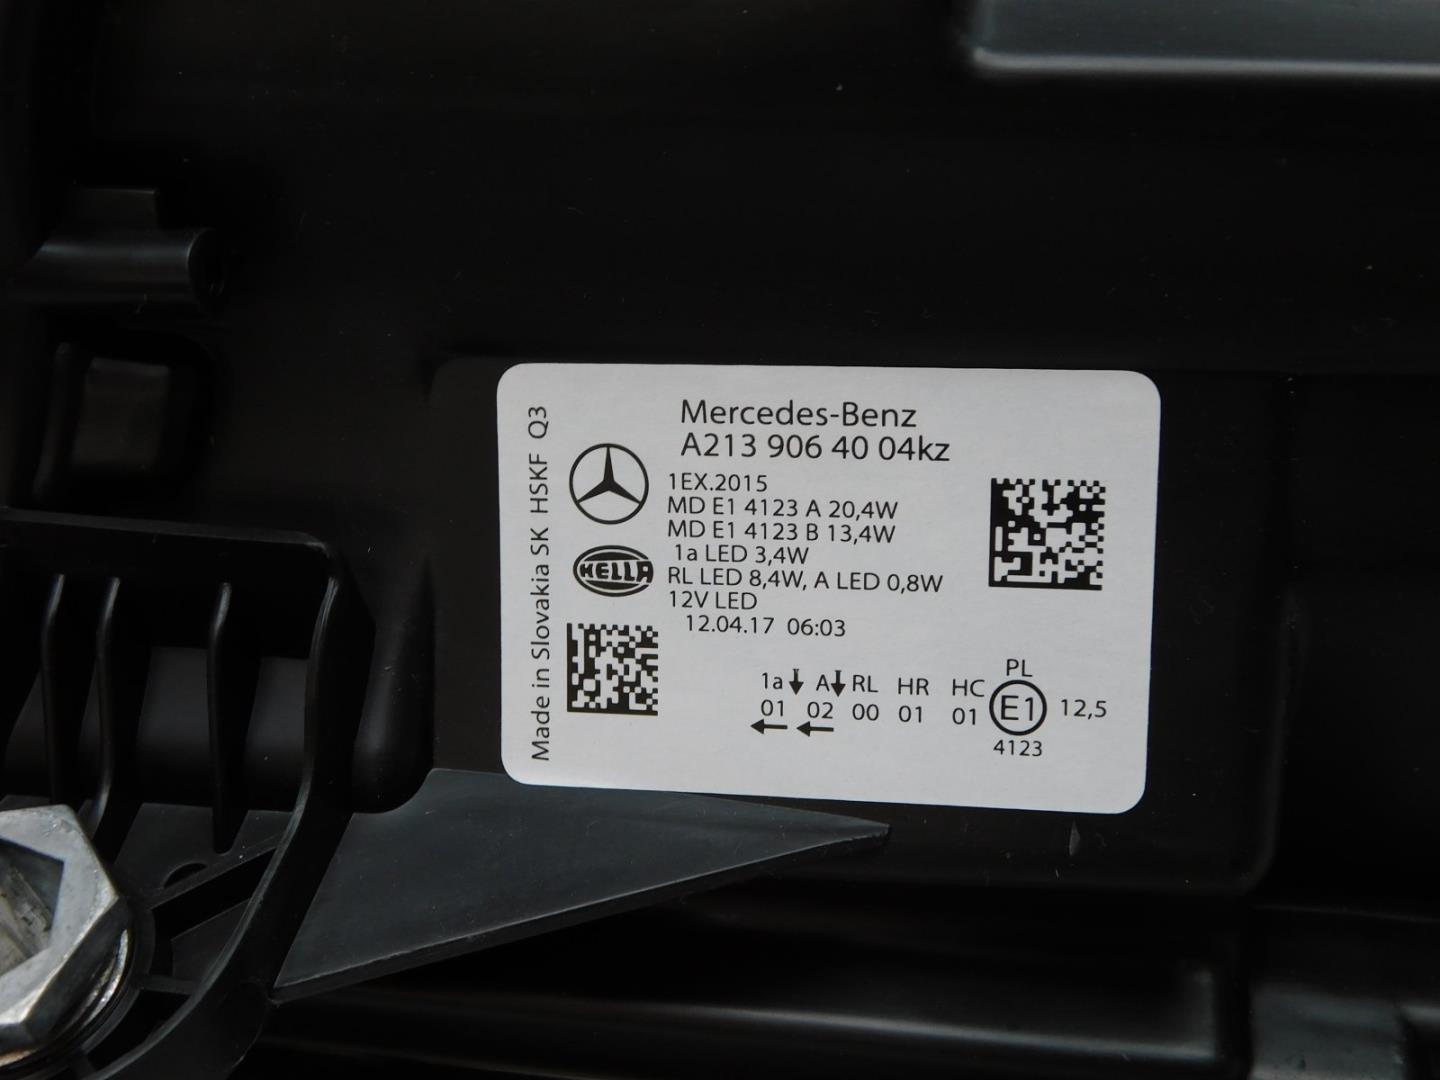 Mercedes-Benz
A213 906 40 04kz
1EX.2015
MD E1 4123 A 20,4W
MD E1 4123 B 13,4W
1a LED 3,4W
RL LED 8,4W, A LED 0,8W
12V LED
12.04.17 06:03
Made in Slovakia SK HSKF Q3
HELLA
PL
1a A RL HR HC E1 12,5
01 02 00 01 01
4123